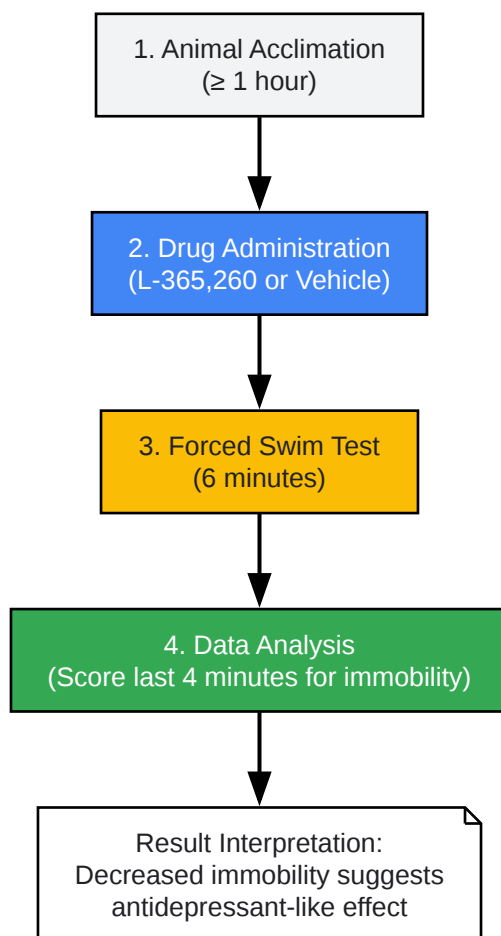 1. Animal Acclimation
(≥ 1 hour)
2. Drug Administration
(L-365,260 or Vehicle)
3. Forced Swim Test
(6 minutes)
4. Data Analysis
(Score last 4 minutes for immobility)
Result Interpretation:
Decreased immobility suggests
antidepressant-like effect